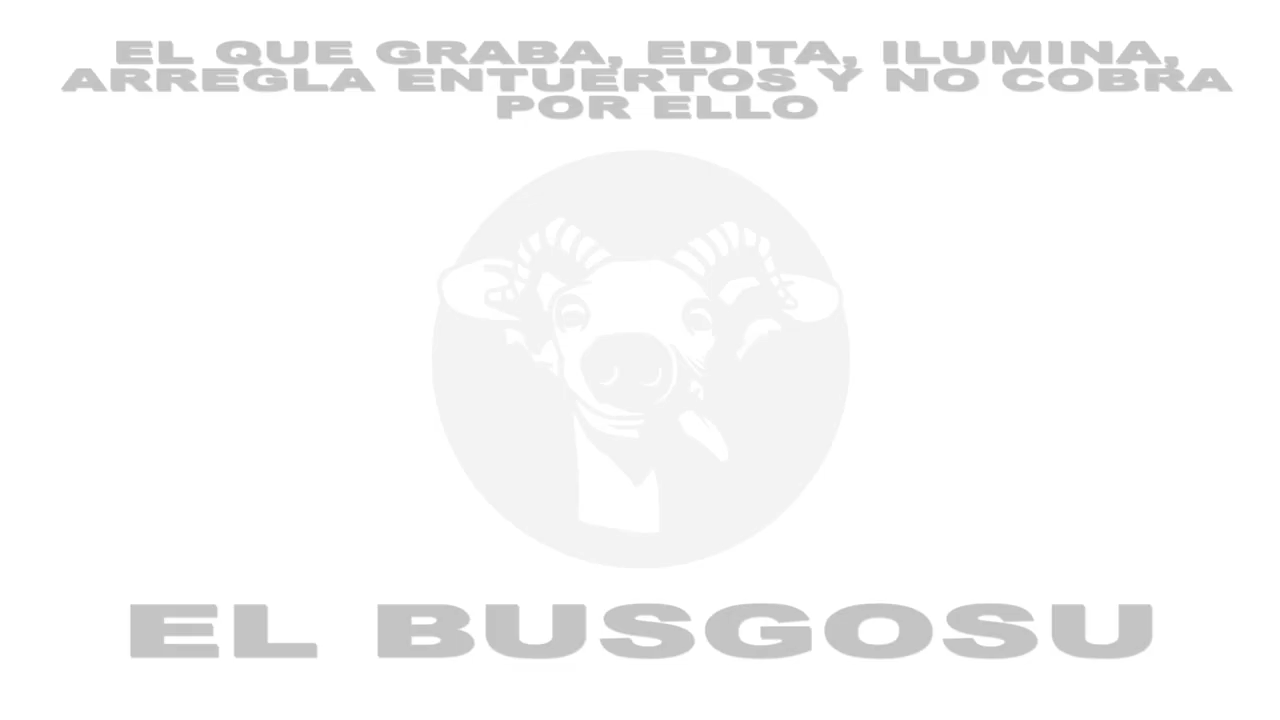 EL QUE GRABA, EDITA, ILUMINA,
ARREGLA ENTUERTOS Y NO COBRA
POR ELLO
EL BUSGOSU